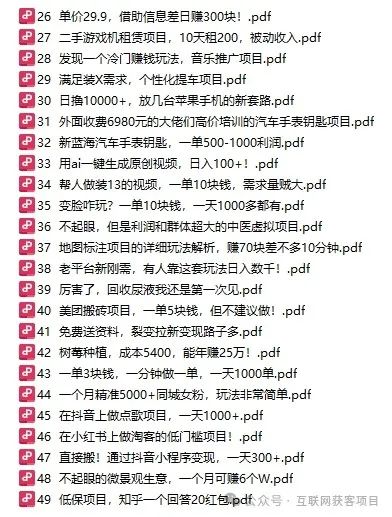 26 单价29.9，借助信息差日赚300块！.pdf
27 二手游戏机租赁项目，10天租200，被动收入.pdf
28 发现一个冷门赚钱玩法，音乐推广项目.pdf
29 满足装X需求，个性化提车项目.pdf
30 日撸10000+，放几台苹果手机的新套路.pdf
31 外面收费6980元的大佬们高价培训的汽车手表钥匙项目.pdf
32 新蓝海汽车手表钥匙，一单500-1000利润.pdf
33 用ai一键生成原创视频，日入100+！.pdf
34 帮人做装13的视频，一单10块钱，需求量贼大.pdf
35 变脸咋玩？一单10块钱，一天1000多都有.pdf
36 不起眼，但是利润和群体超大的中医虚拟项目.pdf
37 地图标注项目的详细玩法解析，赚70块差不多10分钟.pdf
38 老平台新刚需，有人靠这套玩法日入数千！.pdf
39 厉害了，回收尿液我还是第一次见.pdf
40 美团搬砖项目，一单5块钱，但不建议做！.pdf
41 免费送资料，裂变拉新变现路子多.pdf
42 树莓种植，成本5400，能年赚25万！.pdf
43 一单3块钱，一分钟做一单，一天1000单.pdf
44 一个月精准5000+同城女粉，玩法非常简单.pdf
45 在抖音上做点歌项目，一天1000+.pdf
46 在小红书上做淘客的低门槛项目！.pdf
47 直接搬！通过抖音小程序变现，一天300+.pdf
48 不起眼的微景观生意，一个月可赚6个W.pdf
49 低保项目，知乎一个回答20红包.pdf
公众号 · 互联网获客项目